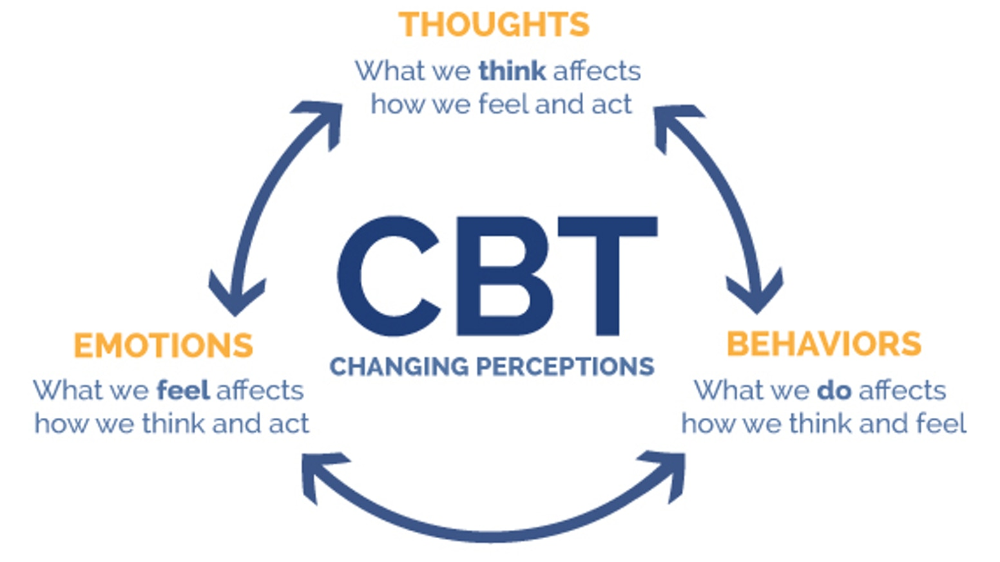 THOUGHTS
What we think affects
how we feel and act
CBT
CHANGING PERCEPTIONS
EMOTIONS
What we feel affects
how we think and act
BEHAVIORS
What we do affects
how we think and feel